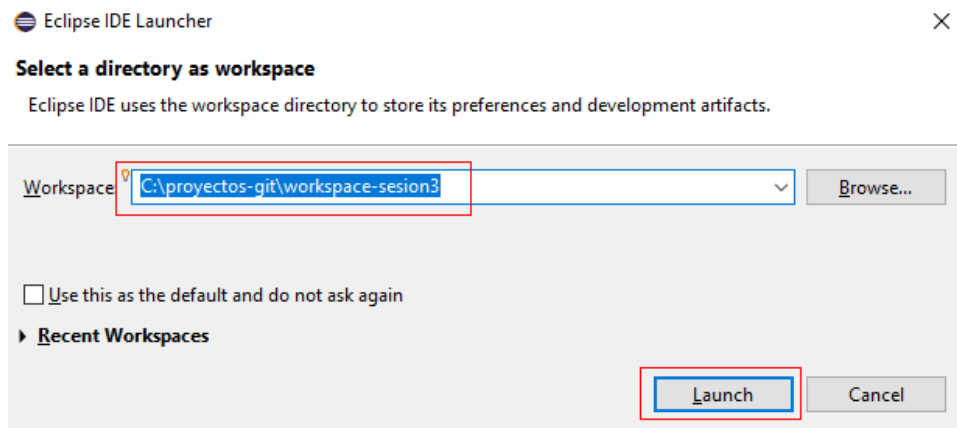 Eclipse IDE Launcher
Select a directory as workspace
Eclipse IDE uses the workspace directory to store its preferences and development artifacts.
Workspace: C:\proyectos-git\workspace-sesion3 Browse...
Use this as the default and do not ask again
Recent Workspaces
Launch Cancel